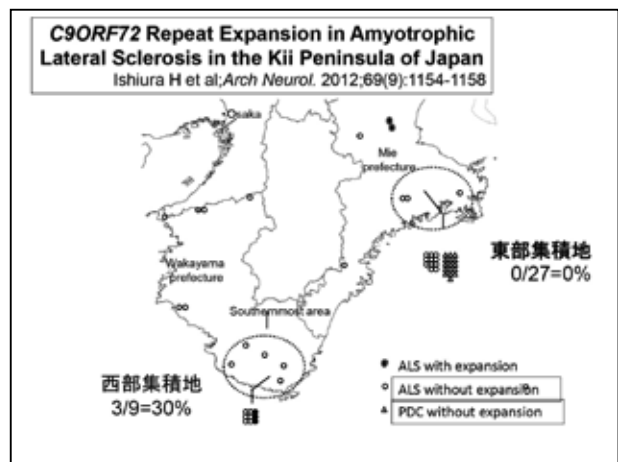 C9ORF72 Repeat Expansion in Amyotrophic
Lateral Sclerosis in the Kii Peninsula of Japan
Ishiura H et al;Arch Neurol. 2012;69(9):1154-1158
Osaka
Mie
prefecture
東部集積地
0/27=0%
Wakayama
prefecture
Southernmost area
西部集積地
3/9=30%
ALS with expansion
ALS without expansion
PDC without expansion